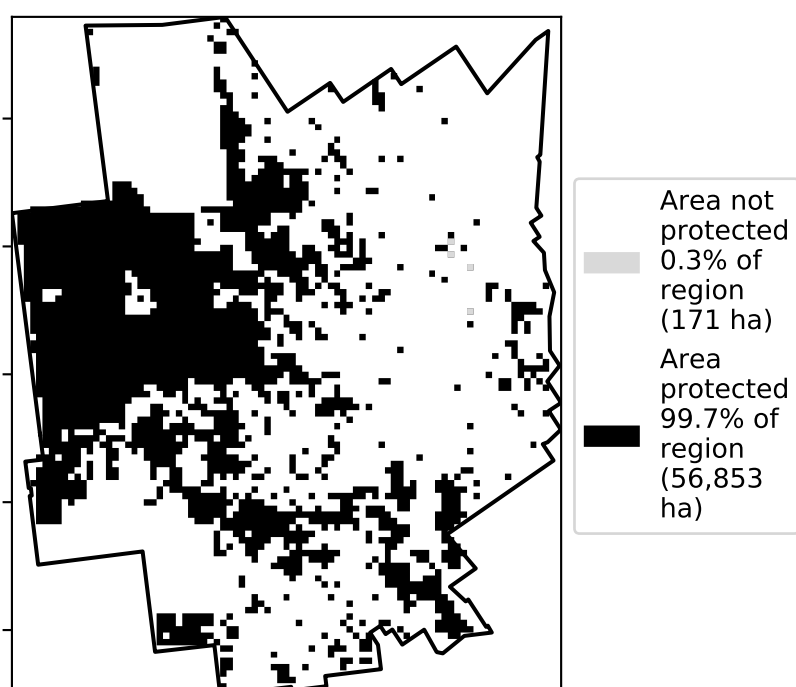 Area not
protected
0.3% of
region
(171 ha)
Area
protected
99.7% of
region
(56,853
ha)